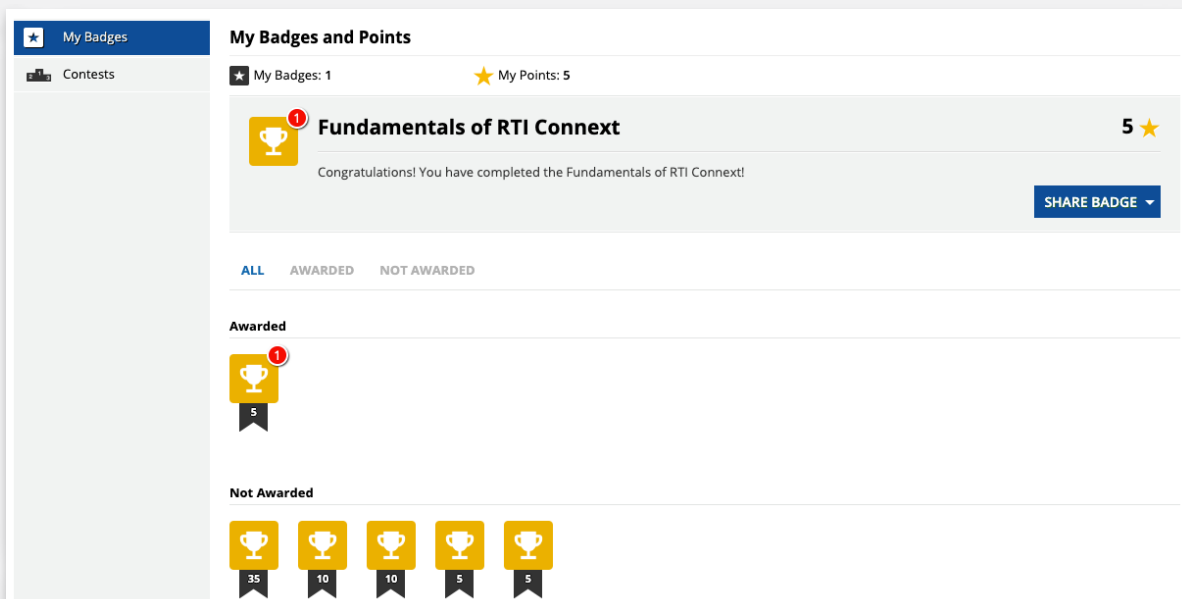 My Badges
Contests
My Badges and Points
My Badges: 1
My Points: 5
1
Fundamentals of RTI Connext
5
Congratulations! You have completed the Fundamentals of RTI Connext!
SHARE BADGE
ALL AWARDED NOT AWARDED
Awarded
1
5
Not Awarded
35 10 10 5 5